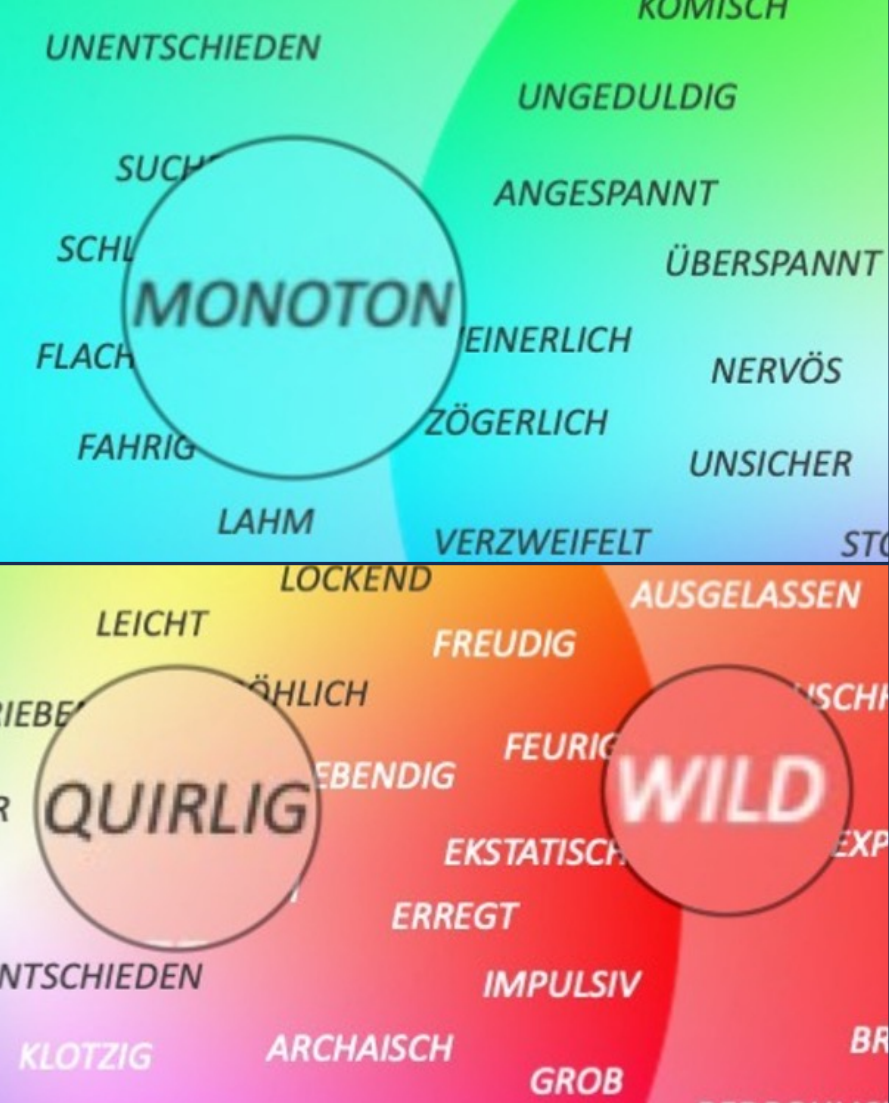 KOMISCH
UNENTSCHIEDEN
UNGEDULDIG
ANGESPANNT
ÜBERSPANNT
MONOTON
FLACH
NERVÖS
ZÖGERLICH
FAHRIG
UNSICHER
LAHM
VERZWEIFELT
LOCKEND
AUSGELASSEN
LEICHT
FREUDIG
FEURIG
QUIRLIG
WILD
EKSTATISCH
ERREGT
IMPULSIV
ARCHAISCH
KLOTZIG
GROB